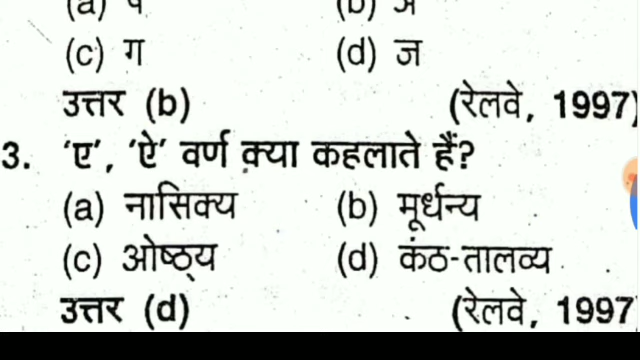 (a) प (b)
(c) ग (d) ज
उत्तर (b) (रेलवे, 1997)
3. 'ए', 'ऐ' वर्ण क्या कहलाते हैं?
(a) नासिक्य (b) मूर्धन्य
(c) ओष्ठ्य (d) कंठ-तालव्य
उत्तर (d) (रेलवे, 1997